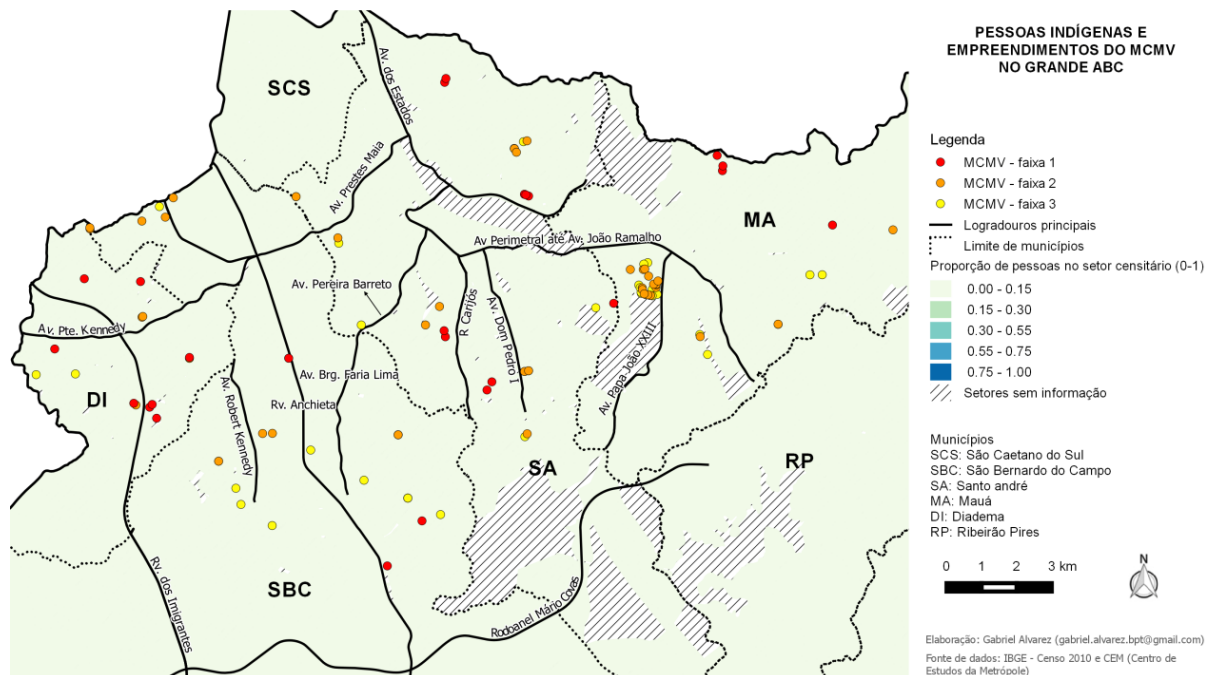 PESSOAS INDÍGENAS E
EMPREENDIMENTOS DO MCMV
NO GRANDE ABC
Legenda
MCMV - faixa 1
MCMV - faixa 2
MCMV - faixa 3
Logradouros principais
Limite de municípios
Proporção de pessoas no setor censitário (0-1)
0.00 - 0.15
0.15 - 0.30
0.30 - 0.55
0.55 - 0.75
0.75 - 1.00
Setores sem informação
Municípios
SCS: São Caetano do Sul
SBC: São Bernardo do Campo
SA: Santo andré
MA: Mauá
DI: Diadema
RP: Ribeirão Pires
N
0 1 2 3 km
Elaboração: Gabriel Alvarez (gabriel.alvarez.bpt@gmail.com)
Fonte de dados: IBGE - Censo 2010 e CEM (Centro de
Estudos da Metrópole)
SCS
Av. dos Estados
Av. Prestes Maia
MA
Av Perimetral até Av. João Ramalho
Av. Pereira Barreto
Av. Pte. Kennedy
R Carijós
Av. Dom Pedro I
Av. Papa João XXIII
Av. Brg. Faria Lima
DI
Av. Robert Kennedy
Rv. Anchieta
SA
RP
SBC
Rv. dos Imigrantes
Rodoanel Mário Covas